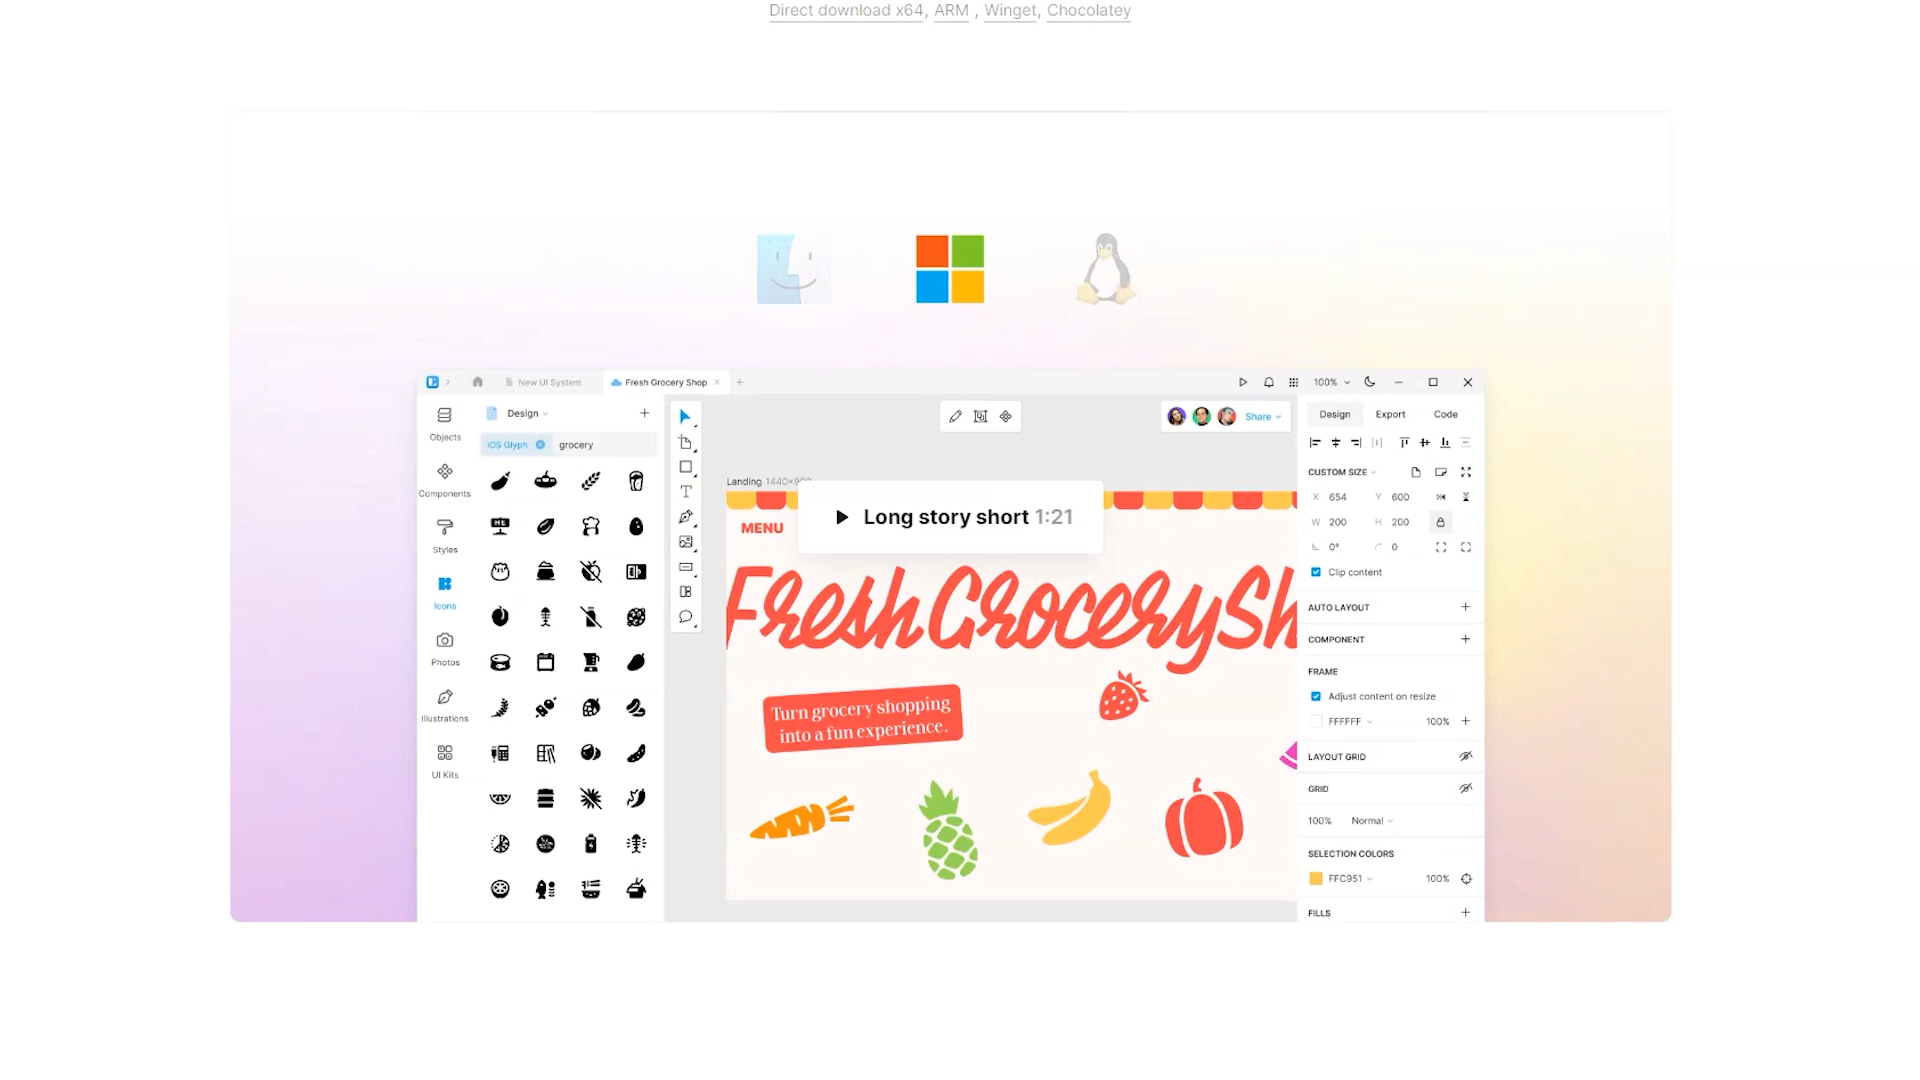 Direct download x64, ARM , Winget, Chocolatey
New UI System
Fresh Grocery Shop
100%
Objects
Components
Styles
Icons
Photos
Illustrations
UI Kits
Design
iOS Glyph
grocery
Share
Landing
MENU
Long story short 1:21
Fresh Grocery Sh
Turn grocery shopping
into a fun experience.
Design Export Code
CUSTOM SIZE
X 654 Y 600
W 200 H 200
0° 0
Clip content
AUTO LAYOUT
COMPONENT
FRAME
Adjust content on resize
FFFFFF 100%
LAYOUT GRID
GRID
100% Normal
SELECTION COLORS
FFC951 100%
FILLS